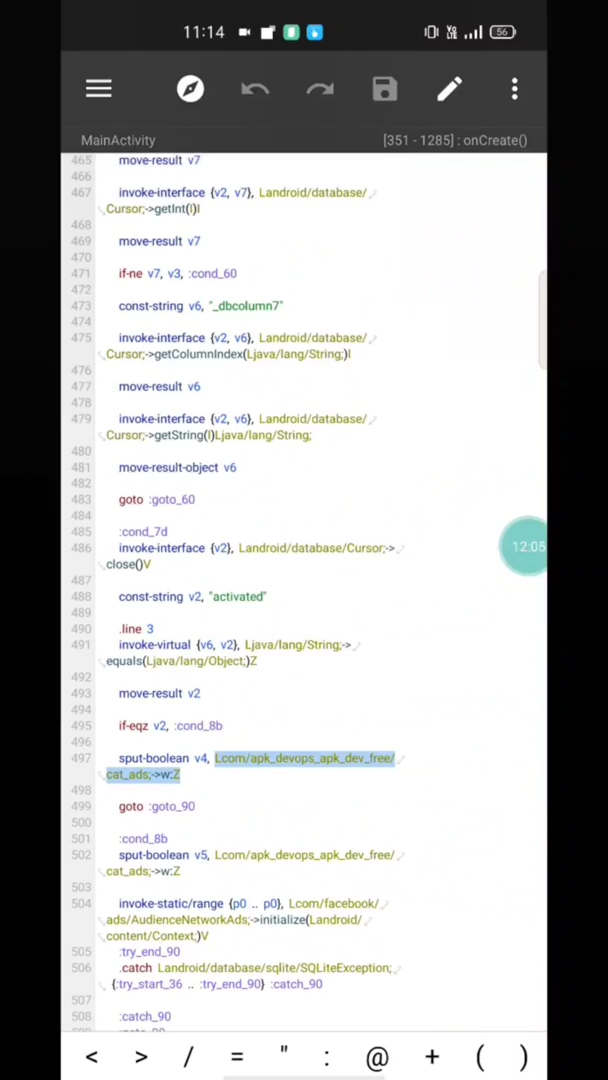 11:14 56
MainActivity [351 - 1285] : onCreate()
465 move-result v7
466
467 invoke-interface {v2, v7}, Landroid/database/
Cursor;->getInt(I)I
468
469 move-result v7
470
471 if-ne v7, v3, :cond_60
472
473 const-string v6, "_dbcolumn7"
474
475 invoke-interface {v2, v6}, Landroid/database/
Cursor;->getColumnIndex(Ljava/lang/String;)I
476
477 move-result v6
478
479 invoke-interface {v2, v6}, Landroid/database/
Cursor;->getString(I)Ljava/lang/String;
480
481 move-result-object v6
482
483 goto :goto_60
484
485 :cond_7d
486 invoke-interface {v2}, Landroid/database/Cursor;->
close()V
12:05
487
488 const-string v2, "activated"
489
490 .line 3
491 invoke-virtual {v6, v2}, Ljava/lang/String;->
equals(Ljava/lang/Object;)Z
492
493 move-result v2
494
495 if-eqz v2, :cond_8b
496
497 sput-boolean v4, Lcom/apk_devops_apk_dev_free/
cat_ads;->w:Z
498
499 goto :goto_90
500
501 :cond_8b
502 sput-boolean v5, Lcom/apk_devops_apk_dev_free/
cat_ads;->w:Z
503
504 invoke-static/range {p0 .. p0}, Lcom/facebook/
ads/AudienceNetworkAds;->initialize(Landroid/
content/Context;)V
505 :try_end_90
506 .catch Landroid/database/sqlite/SQLiteException;
{:try_start_36 .. :try_end_90} :catch_90
507
508 :catch_90
< > / = " : @ + ( )